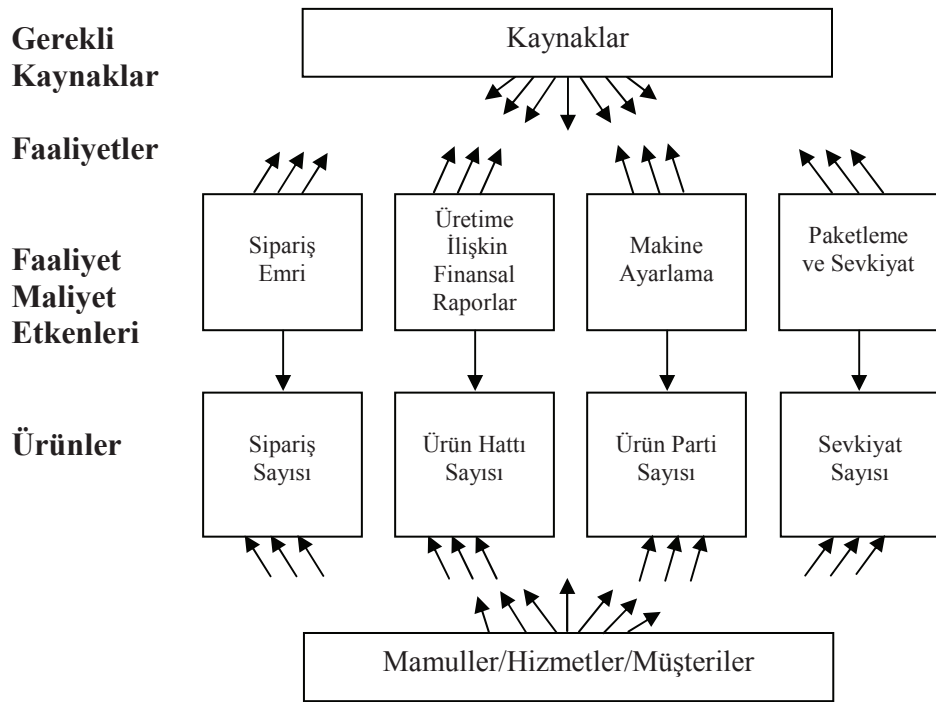 Gerekli
Kaynaklar
Kaynaklar
Faaliyetler
Faaliyet
Maliyet
Etkenleri
Sipariş
Emri
Üretime
İlişkin
Finansal
Raporlar
Makine
Ayarlama
Paketleme
ve Sevkiyat
Ürünler
Sipariş
Sayısı
Ürün Hattı
Sayısı
Ürün Parti
Sayısı
Sevkiyat
Sayısı
Mamuller/Hizmetler/Müşteriler